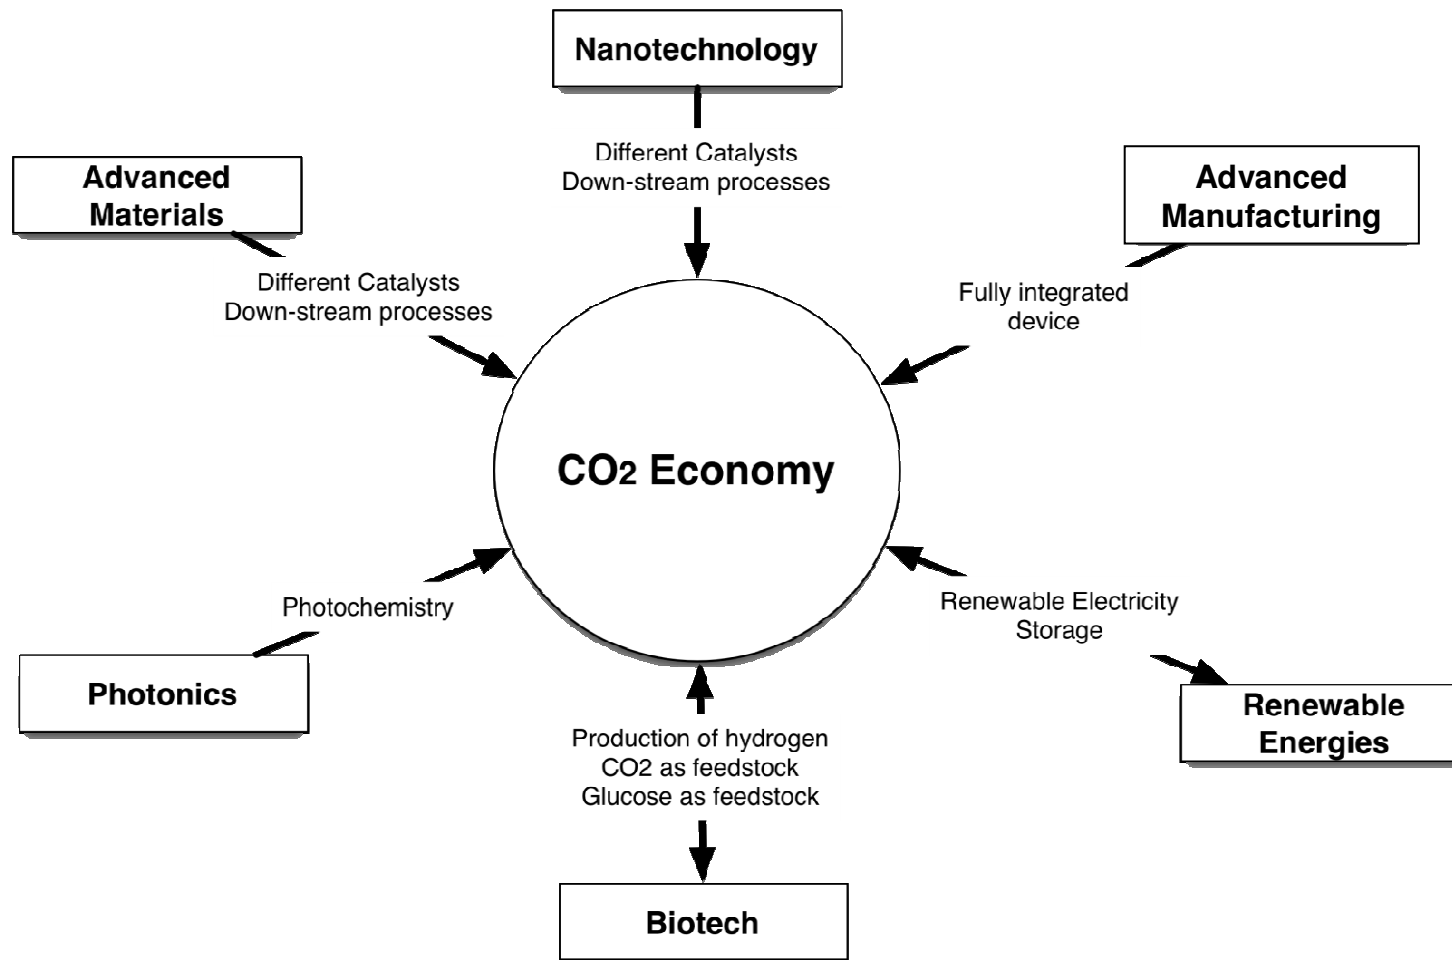 Nanotechnology
Different Catalysts
Down-stream processes
Advanced
Materials
Different Catalysts
Down-stream processes
Advanced
Manufacturing
Fully integrated
device
CO2 Economy
Photochemistry
Photonics
Renewable Electricity
Storage
Renewable
Energies
Production of hydrogen
CO2 as feedstock
Glucose as feedstock
Biotech